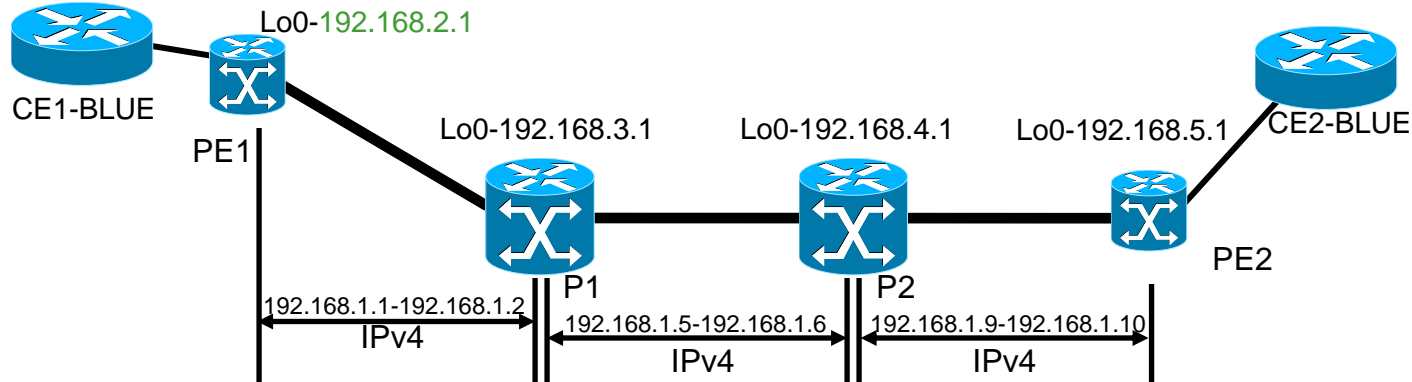 Lo0-192.168.2.1
CE1-BLUE
PE1
Lo0-192.168.3.1
Lo0-192.168.4.1
Lo0-192.168.5.1
CE2-BLUE
P1
P2
PE2
192.168.1.1-192.168.1.2
IPv4
192.168.1.5-192.168.1.6
IPv4
192.168.1.9-192.168.1.10
IPv4